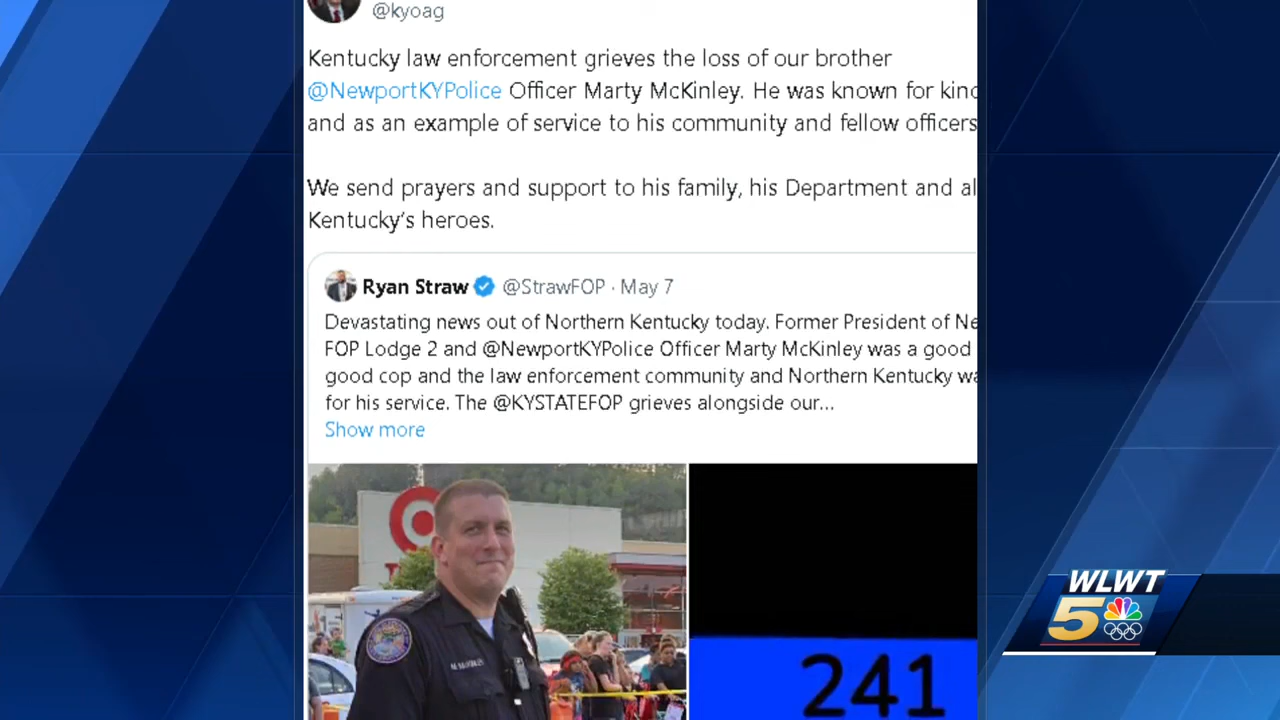 @kyoag
Kentucky law enforcement grieves the loss of our brother
@NewportKYPolice Officer Marty McKinley. He was known for kinc
and as an example of service to his community and fellow officers
We send prayers and support to his family, his Department and al
Kentucky's heroes.
Ryan Straw @StrawFOP · May 7
Devastating news out of Northern Kentucky today. Former President of Ne
FOP Lodge 2 and @NewportKYPolice Officer Marty McKinley was a good
good cop and the law enforcement community and Northern Kentucky wa
for his service. The @KYSTATEFOP grieves alongside our...
Show more
241
WLWT
5